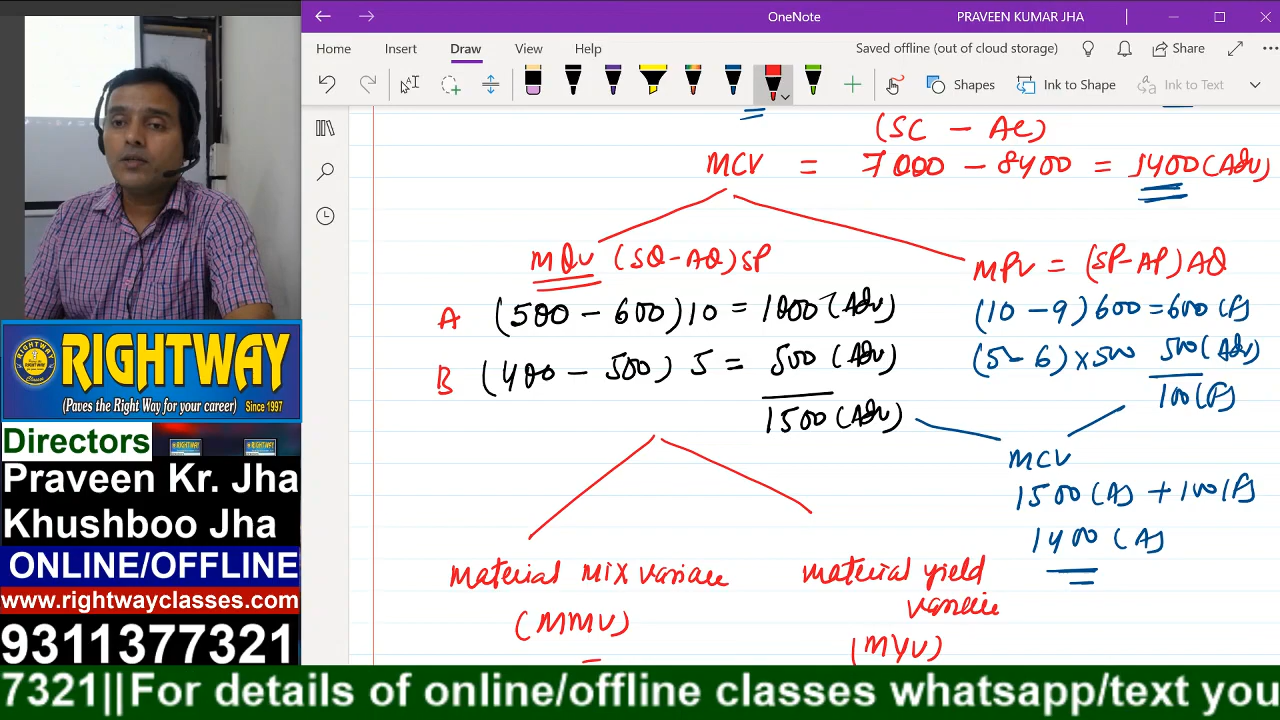 OneNote
PRAVEEN KUMAR JHA
Home Insert Draw View Help
Saved offline (out of cloud storage)
Share
Shapes Ink to Shape Ink to Text
(SC - AC)
MCV = 7000 - 8400 = 1400 (Adv)
MQV (SQ-AQ)SP
MPV = (SP-AP)AQ
A (500 - 600)10 = 1000 (Adv)
(10 - 9)600 = 600 (F)
B (400 - 500) 5 = 500 (Adv)
(5 - 6) x 500 500 (Adv)
1500 (Adv)
100 (F)
MCV
1500 (A) + 100 (F)
1400 (A)
Material Mix Variance
(MMV)
Material yield
variance
(MYV)
RIGHTWAY
(Paves the Right Way for your career) Since 1997
Directors
Praveen Kr. Jha
Khushboo Jha
ONLINE/OFFLINE
www.rightwayclasses.com
9311377321
7321||For details of online/offline classes whatsapp/text you